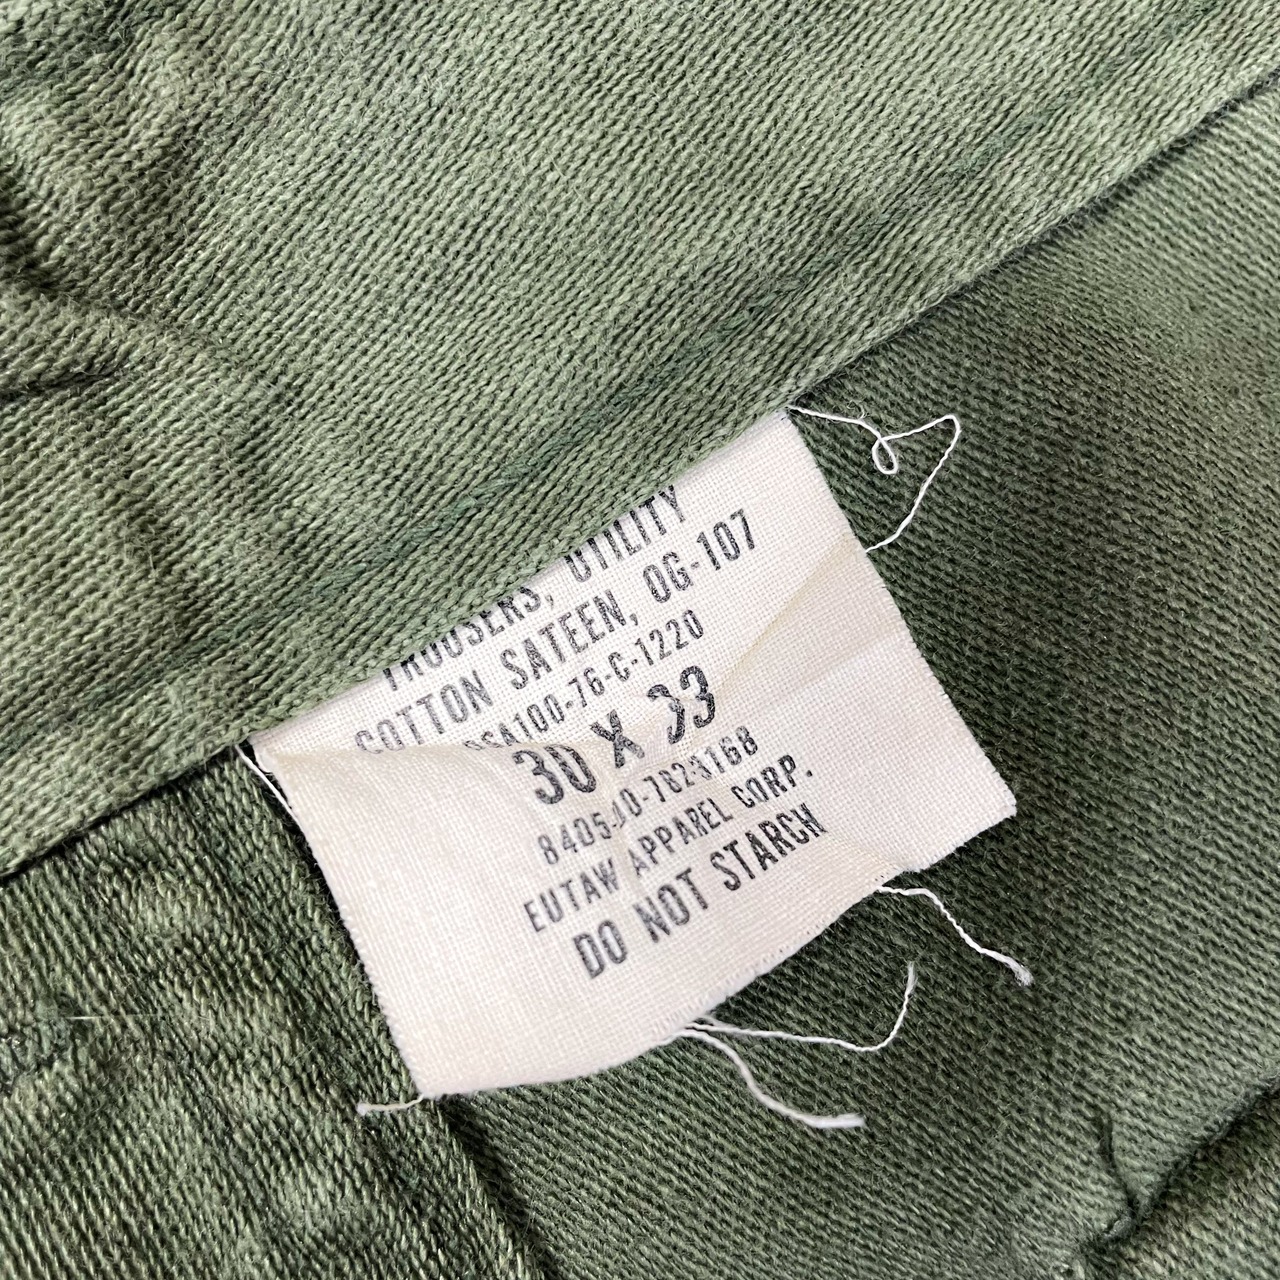 TROUSERS, UTILITY
COTTON SATEEN, OG-107
DSA100-76-C-1220
30 X 33
8405-00-782-3168
EUTAW APPAREL CORP.
DO NOT STARCH